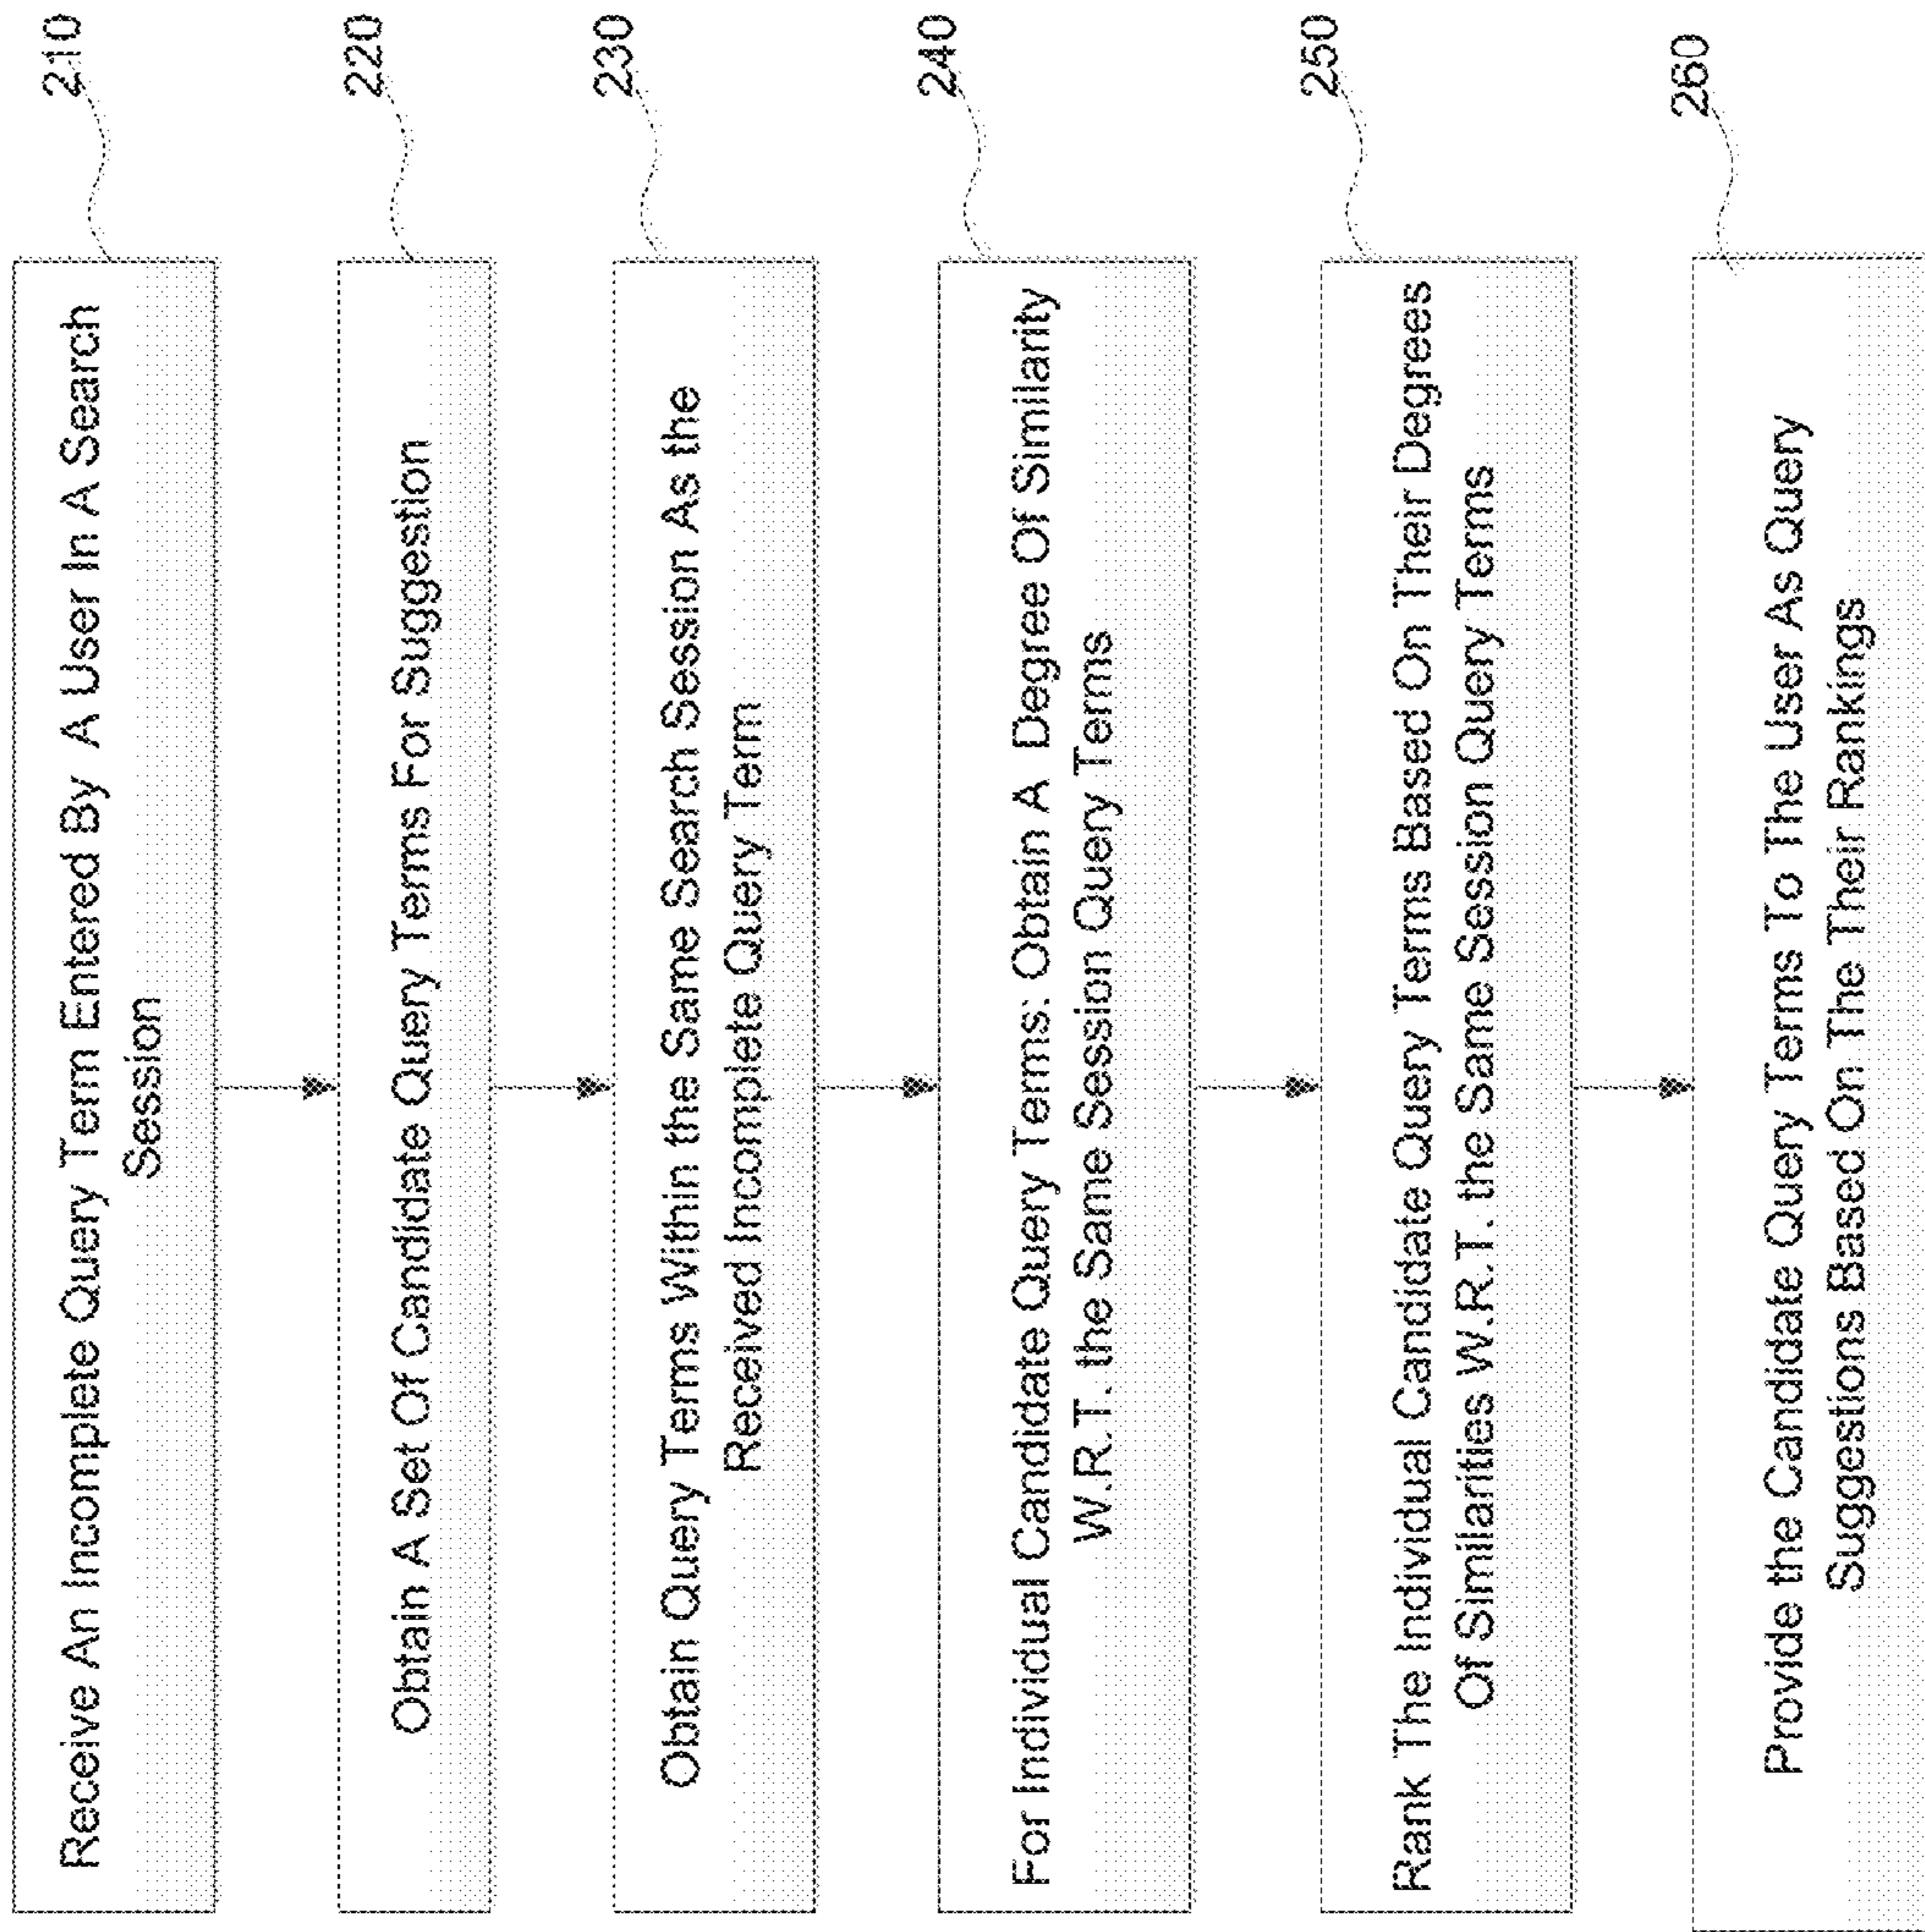 210
Receive An Incomplete Query Term Entered By A User In A Search
Session
220
Obtain A Set Of Candidate Query Terms For Suggestion
230
Obtain Query Terms Within the Same Search Session As the
Received Incomplete Query Term
240
For Individual Candidate Query Terms: Obtain A Degree Of Similarity
W.R.T. the Same Session Query Terms
250
Rank The Individual Candidate Query Terms Based On Their Degrees
Of Similarities W.R.T. the Same Session Query Terms
260
Provide the Candidate Query Terms To The User As Query
Suggestions Based On The Their Rankings